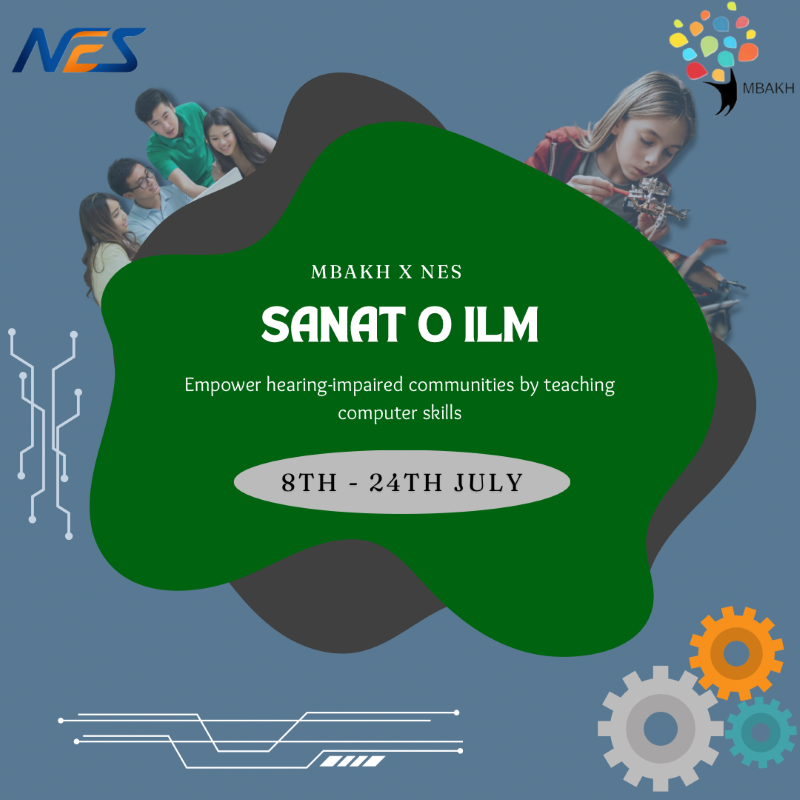 NES
MBAKH
MBAKH X NES
SANAT O ILM
Empower hearing-impaired communities by teaching
computer skills
8TH - 24TH JULY